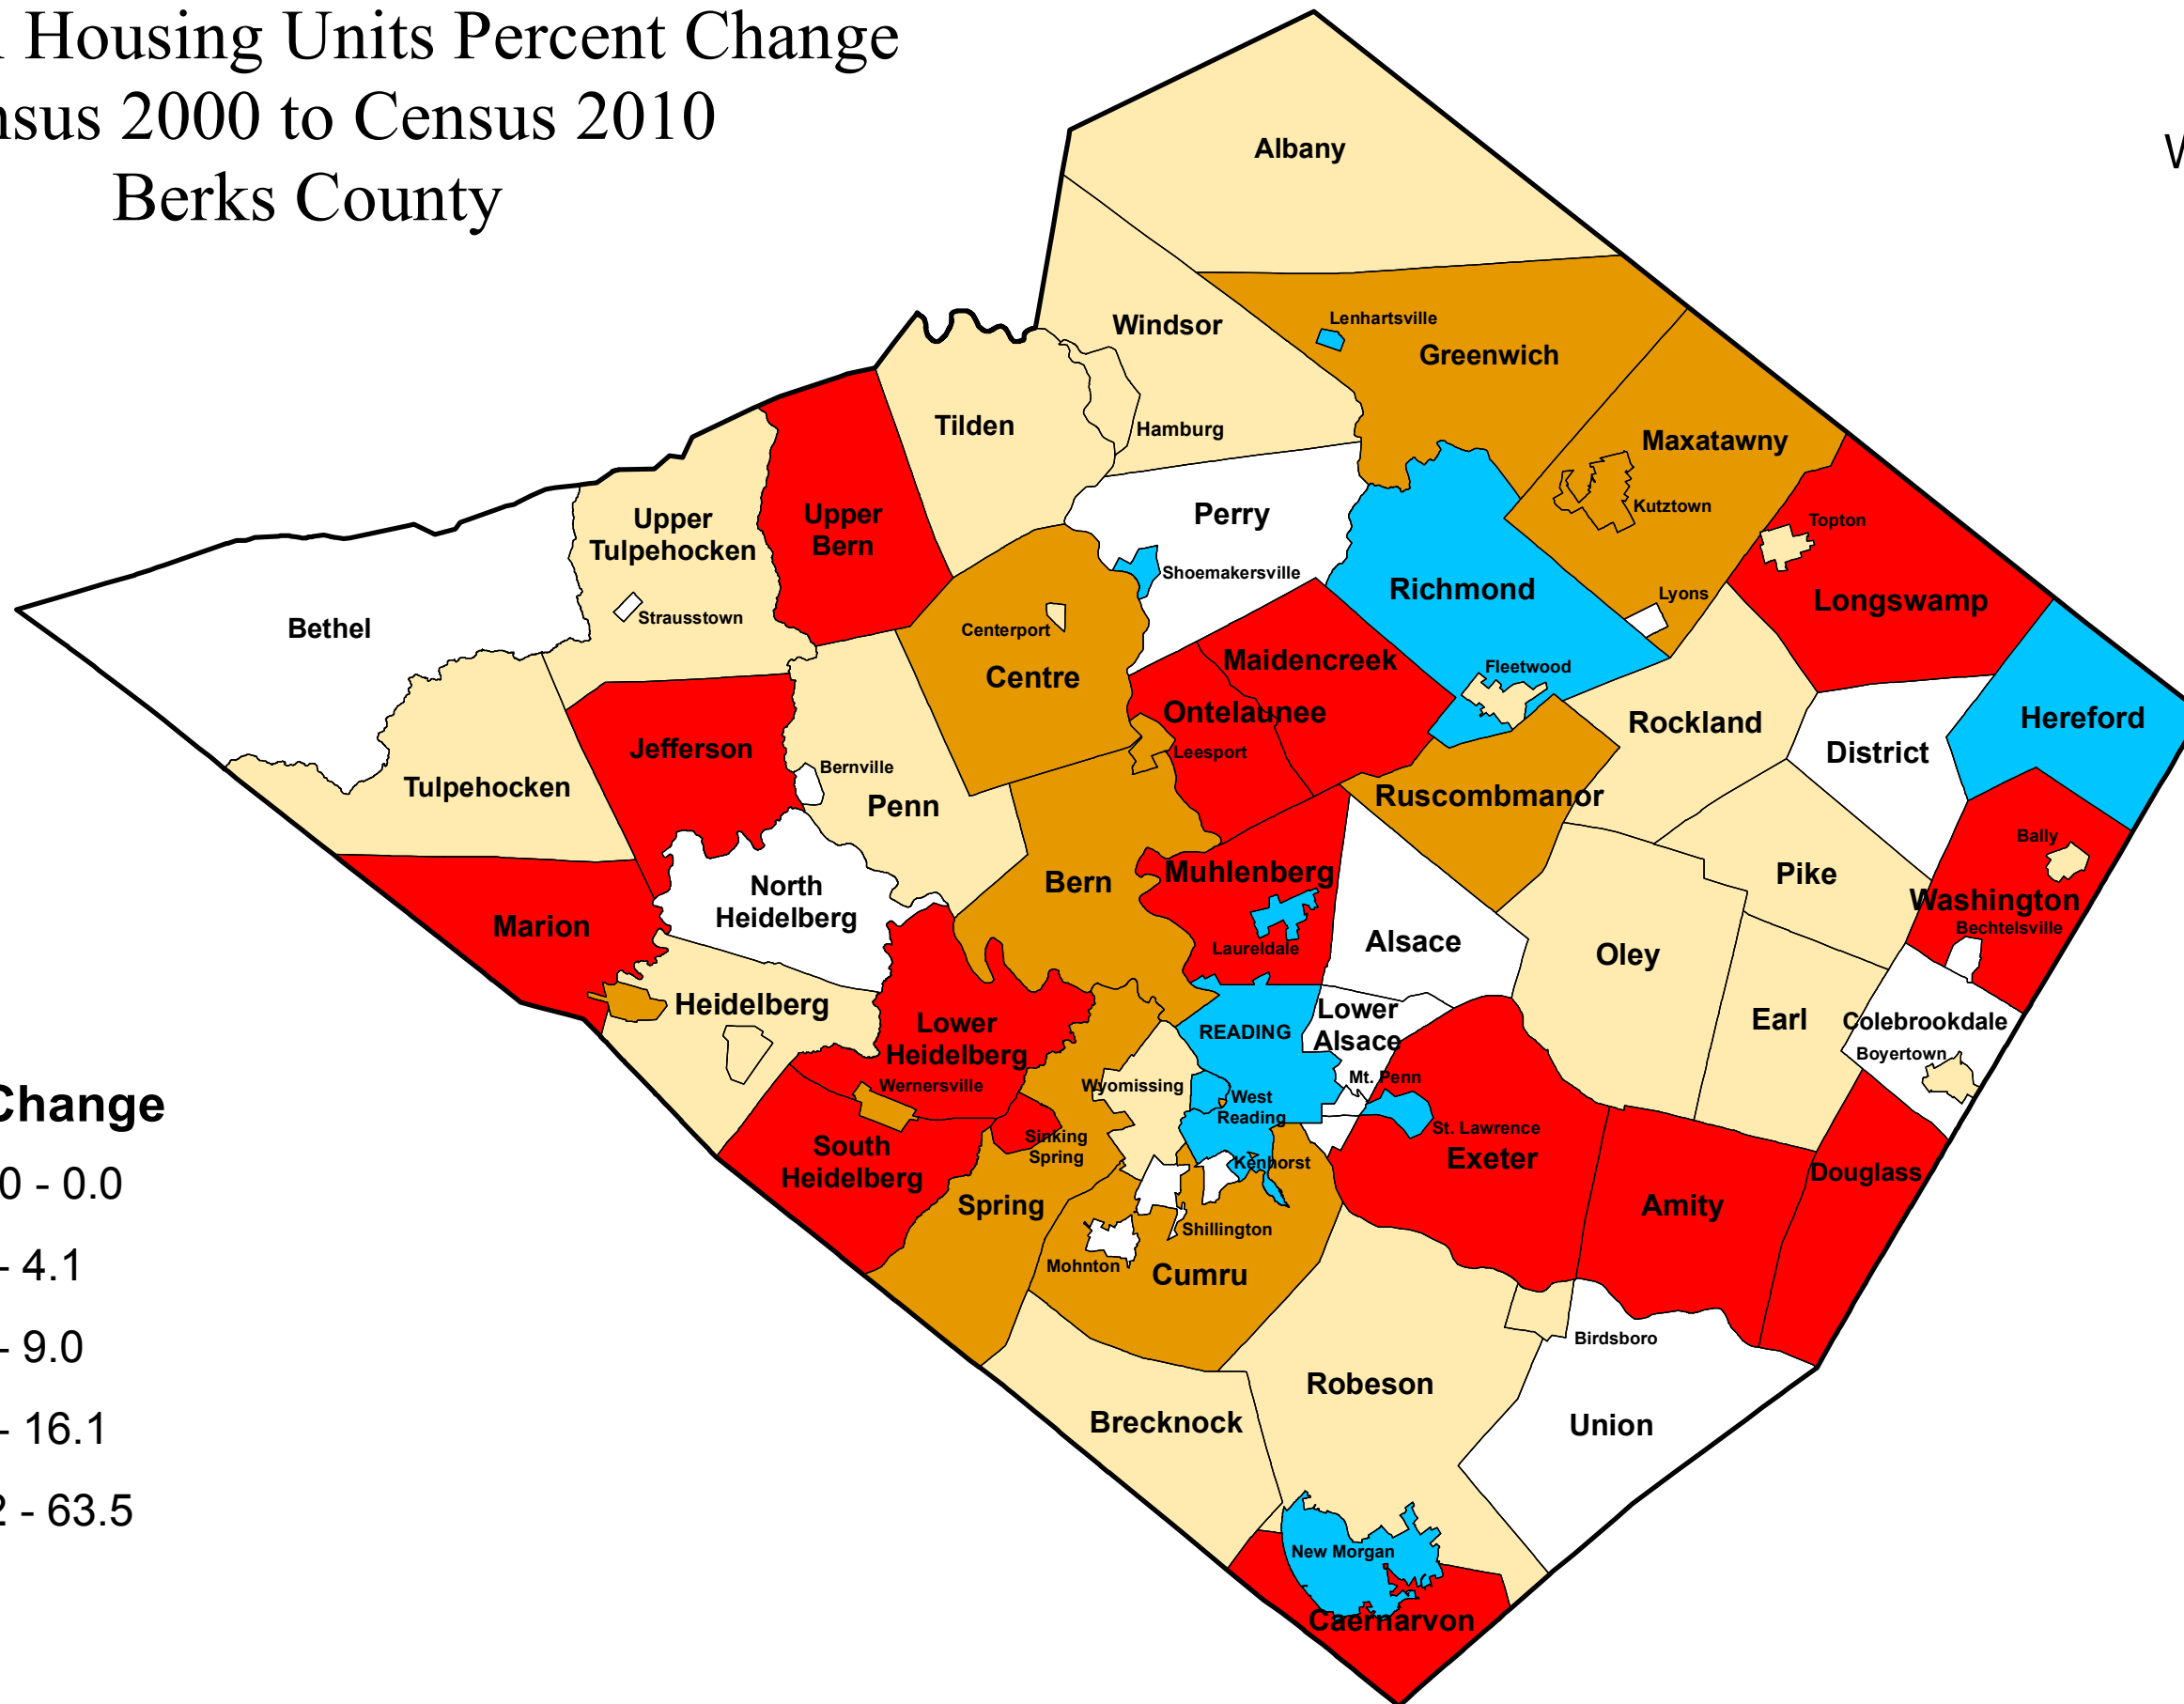 Housing Units Percent Change
nsus 2000 to Census 2010
Berks County
W
Albany
Windsor
Lenhartsville
Greenwich
Tilden
Hamburg
Maxatawny
Kutztown
Upper
Tulpehocken
Upper
Bern
Perry
Topton
Shoemakersville
Richmond
Lyons
Longswamp
Strausstown
Bethel
Centerport
Centre
Maidencreek
Fleetwood
Ontelaunee
Rockland
Hereford
Jefferson
Leesport
District
Bernville
Tulpehocken
Penn
Ruscombmanor
Bally
Muhlenberg
Pike
Bern
North
Heidelberg
Washington
Bechtelsville
Marion
Laureldale
Alsace
Oley
Heidelberg
Lower
Alsace
Earl
Colebrookdale
Lower
Heidelberg
READING
Boyertown
Wernersville
Wyomissing
Mt. Penn
West
Reading
St. Lawrence
Sinking
Spring
South
Heidelberg
Kenhorst
Exeter
Douglass
Spring
Amity
Shillington
Mohnton
Cumru
Birdsboro
Robeson
Brecknock
Union
New Morgan
Caernarvon
Change
0 - 0.0
- 4.1
- 9.0
- 16.1
2 - 63.5